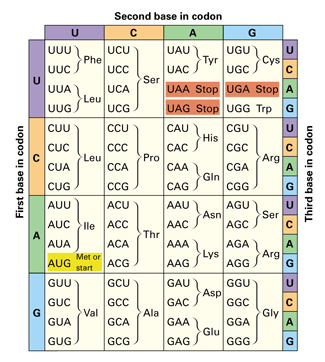 Second base in codon
U C A G
First base in codon
Third base in codon
U
UUU UCU UAU UGU U
Phe Tyr Cys
UUC UCC UAC UGC C
Ser
UUA UCA UAA Stop UGA Stop A
Leu
UUG UCG UAG Stop UGG Trp G
C
CUU CCU CAU CGU U
His
CUC CCC CAC CGC C
Leu Pro Arg
CUA CCA CAA CGA A
Gln
CUG CCG CAG CGG G
A
AUU ACU AAU AGU U
Asn Ser
AUC Ile ACC AAC AGC C
Thr
AUA ACA AAA AGA A
Lys Arg
AUG Met or start ACG AAG AGG G
G
GUU GCU GAU GGU U
Asp
GUC GCC GAC GGC C
Val Ala Gly
GUA GCA GAA GGA A
Glu
GUG GCG GAG GGG G